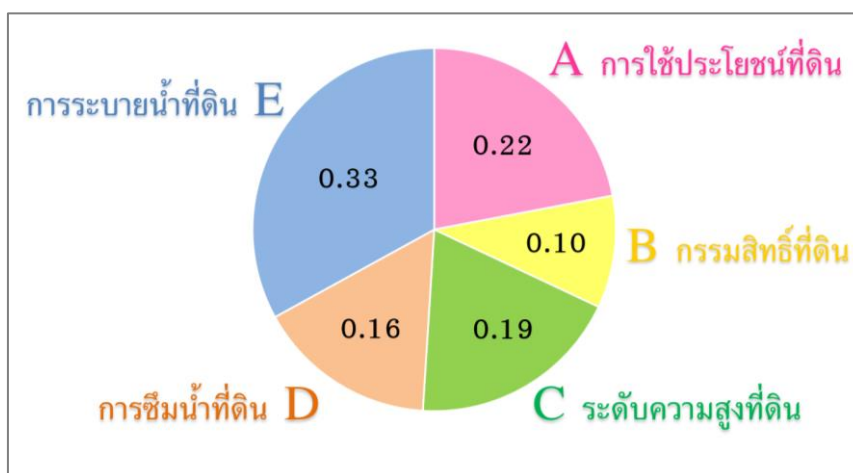 A การใช้ประโยชน์ที่ดิน
การระบายน้ำที่ดิน E
0.22
0.33
0.10
B กรรมสิทธิ์ที่ดิน
0.16
0.19
การซึมน้ำที่ดิน D
C ระดับความสูงที่ดิน